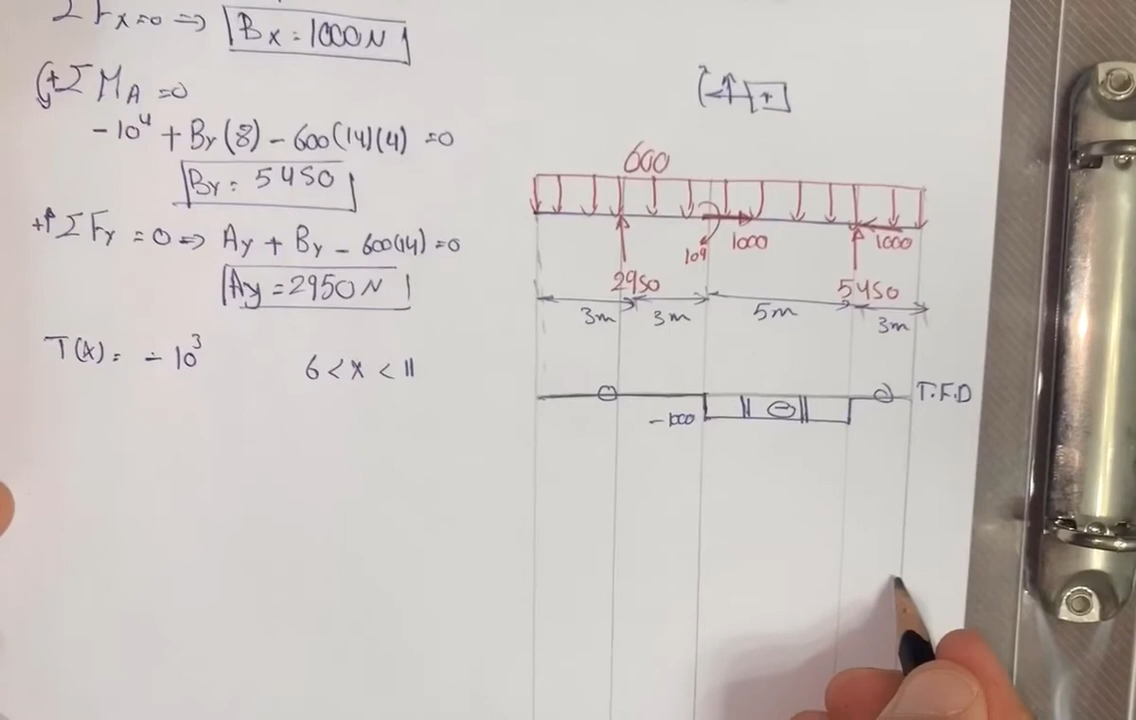 ΣFx=0 ⇒ Bx = 1000N
+ΣMA=0
-10⁴ + By(8) - 600(14)(4) =0
By = 5450
+↑ΣFy = 0 ⇒ Ay + By - 600(14)=0
Ay = 2950N
T(x) = -10³ 6 < x < 11
+
600
10⁴ 1000 1000
2950 5450
3m 3m 5m 3m
T.F.D
-1000